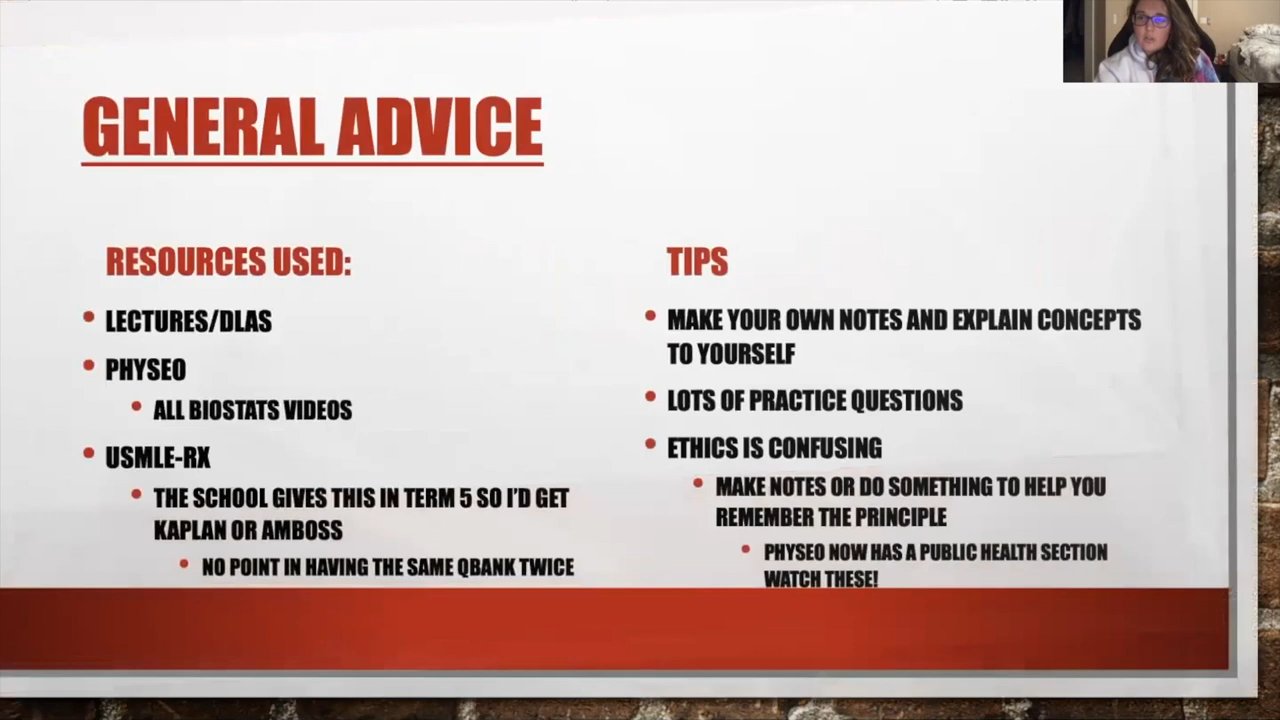 GENERAL ADVICE
RESOURCES USED:
LECTURES/DLAS
PHYSEO
ALL BIOSTATS VIDEOS
USMLE-RX
THE SCHOOL GIVES THIS IN TERM 5 SO I'D GET
KAPLAN OR AMBOSS
NO POINT IN HAVING THE SAME QBANK TWICE
TIPS
MAKE YOUR OWN NOTES AND EXPLAIN CONCEPTS
TO YOURSELF
LOTS OF PRACTICE QUESTIONS
ETHICS IS CONFUSING
MAKE NOTES OR DO SOMETHING TO HELP YOU
REMEMBER THE PRINCIPLE
PHYSEO NOW HAS A PUBLIC HEALTH SECTION
WATCH THESE!